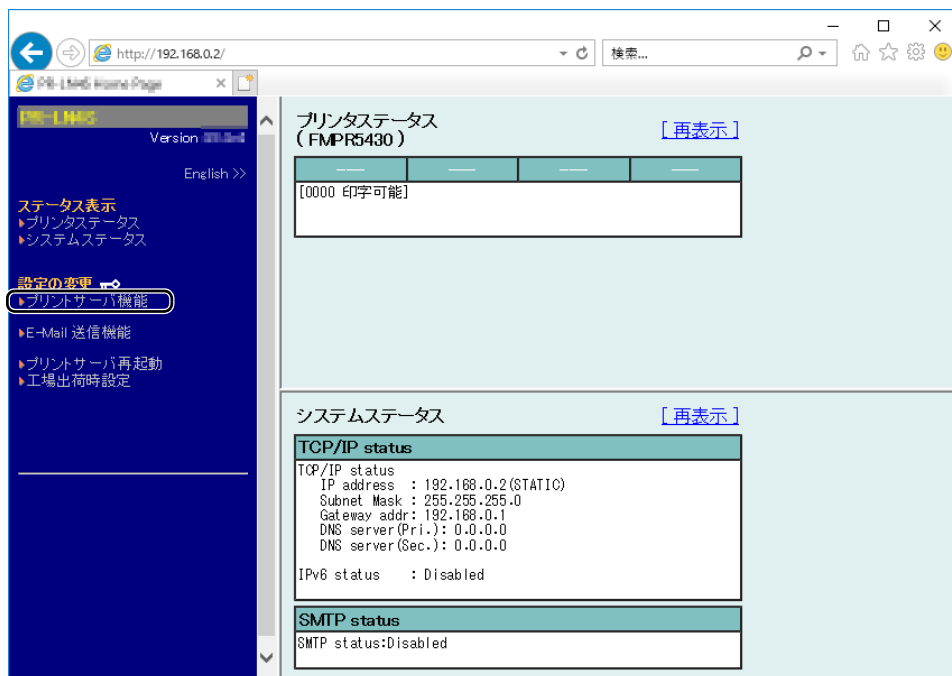 http://192.168.0.2/
検索...
Version
English >>
ステータス表示
プリンタステータス
システムステータス
設定の変更
プリントサーバ機能
E-Mail 送信機能
プリントサーバ再起動
工場出荷時設定
プリンタステータス
( FMPR5430 )
[ 再表示 ]
[0000 印字可能]
システムステータス
[ 再表示 ]
TCP/IP status
TCP/IP status
IP address : 192.168.0.2(STATIC)
Subnet Mask : 255.255.255.0
Gateway addr: 192.168.0.1
DNS server(Pri.): 0.0.0.0
DNS server(Sec.): 0.0.0.0
IPv6 status : Disabled
SMTP status
SMTP status:Disabled